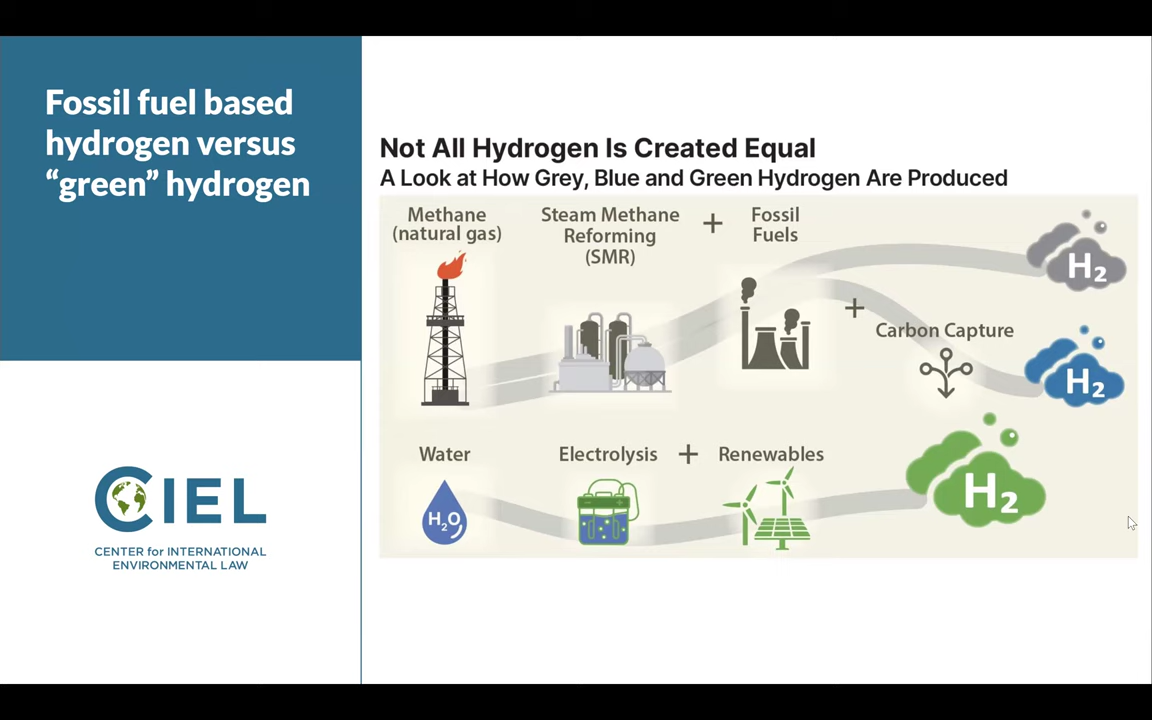 Fossil fuel based
hydrogen versus
“green” hydrogen
CIEL
CENTER for INTERNATIONAL
ENVIRONMENTAL LAW
Not All Hydrogen Is Created Equal
A Look at How Grey, Blue and Green Hydrogen Are Produced
Methane
(natural gas)
Steam Methane
Reforming
(SMR)
+
Fossil
Fuels
H₂
+
Carbon Capture
H₂
Water
H₂O
Electrolysis
+
Renewables
H₂